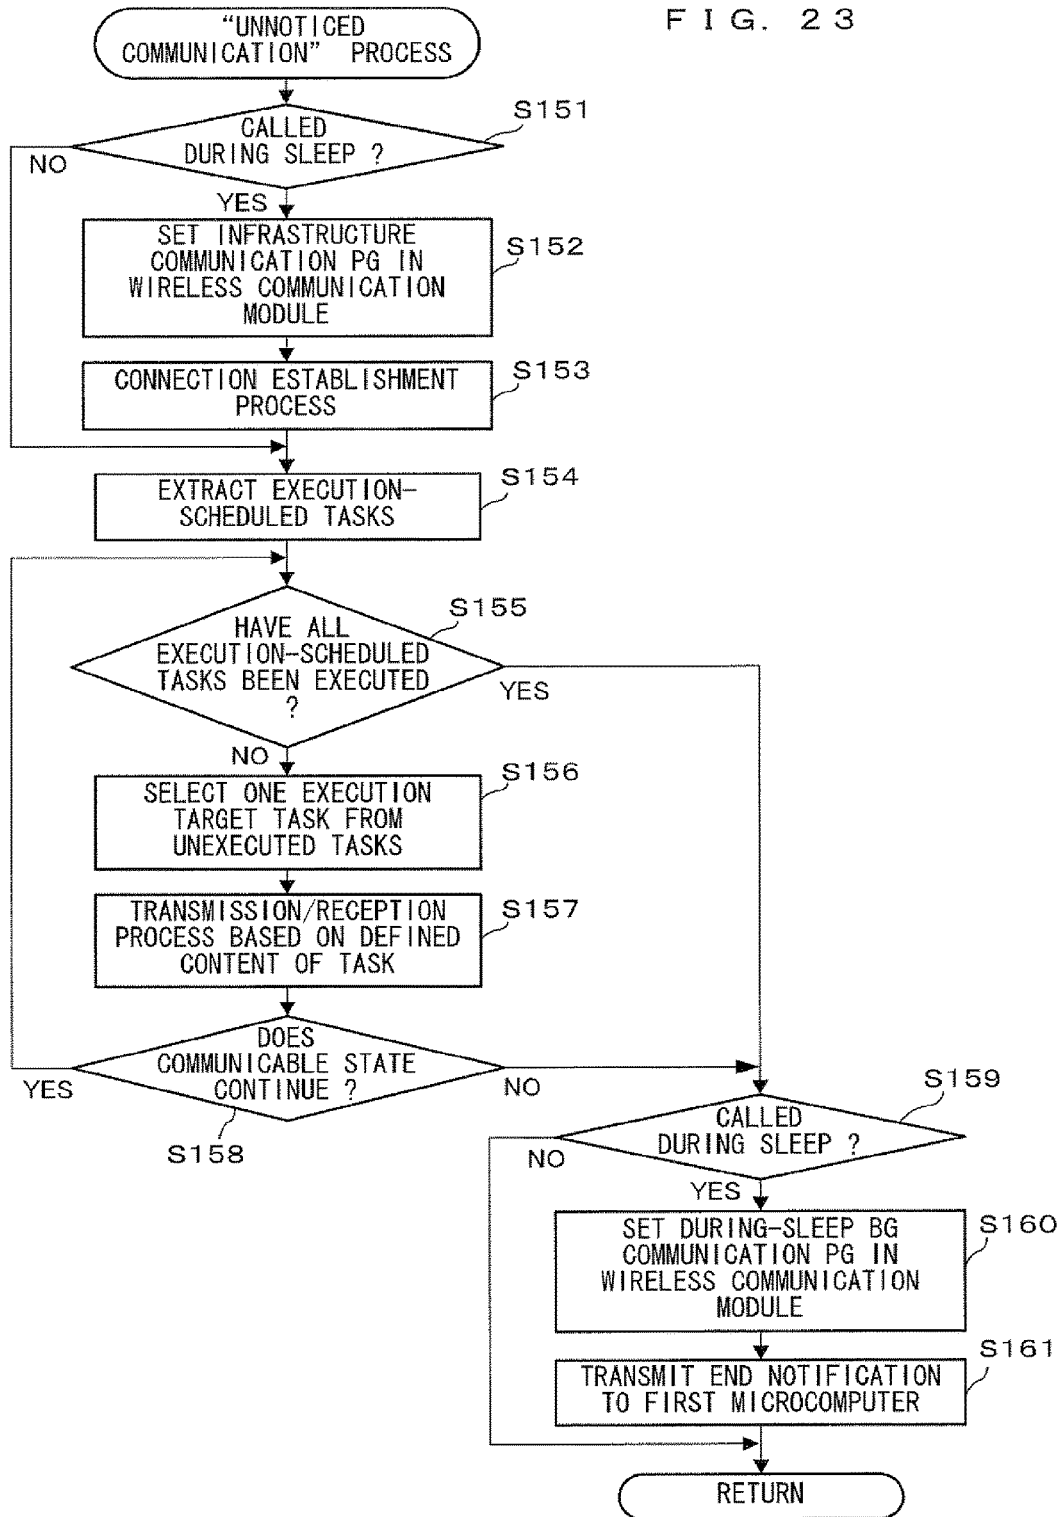 F I G. 23
“UNNOTICED
COMMUNICATION” PROCESS
S151
CALLED
DURING SLEEP ?
NO
YES
S152
SET INFRASTRUCTURE
COMMUNICATION PG IN
WIRELESS COMMUNICATION
MODULE
S153
CONNECTION ESTABLISHMENT
PROCESS
S154
EXTRACT EXECUTION-
SCHEDULED TASKS
S155
HAVE ALL
EXECUTION-SCHEDULED
TASKS BEEN EXECUTED
?
YES
NO
S156
SELECT ONE EXECUTION
TARGET TASK FROM
UNEXECUTED TASKS
S157
TRANSMISSION/RECEPTION
PROCESS BASED ON DEFINED
CONTENT OF TASK
DOES
COMMUNICABLE STATE
CONTINUE ?
YES
NO
S158
S159
CALLED
DURING SLEEP ?
NO
YES
S160
SET DURING-SLEEP BG
COMMUNICATION PG IN
WIRELESS COMMUNICATION
MODULE
S161
TRANSMIT END NOTIFICATION
TO FIRST MICROCOMPUTER
RETURN